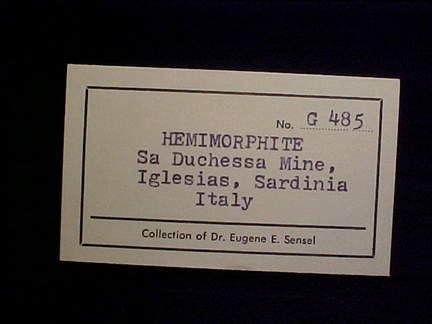 No. G 485
HEMIMORPHITE
Sa Duchessa Mine,
Iglesias, Sardinia
Italy
Collection of Dr. Eugene E. Sensel